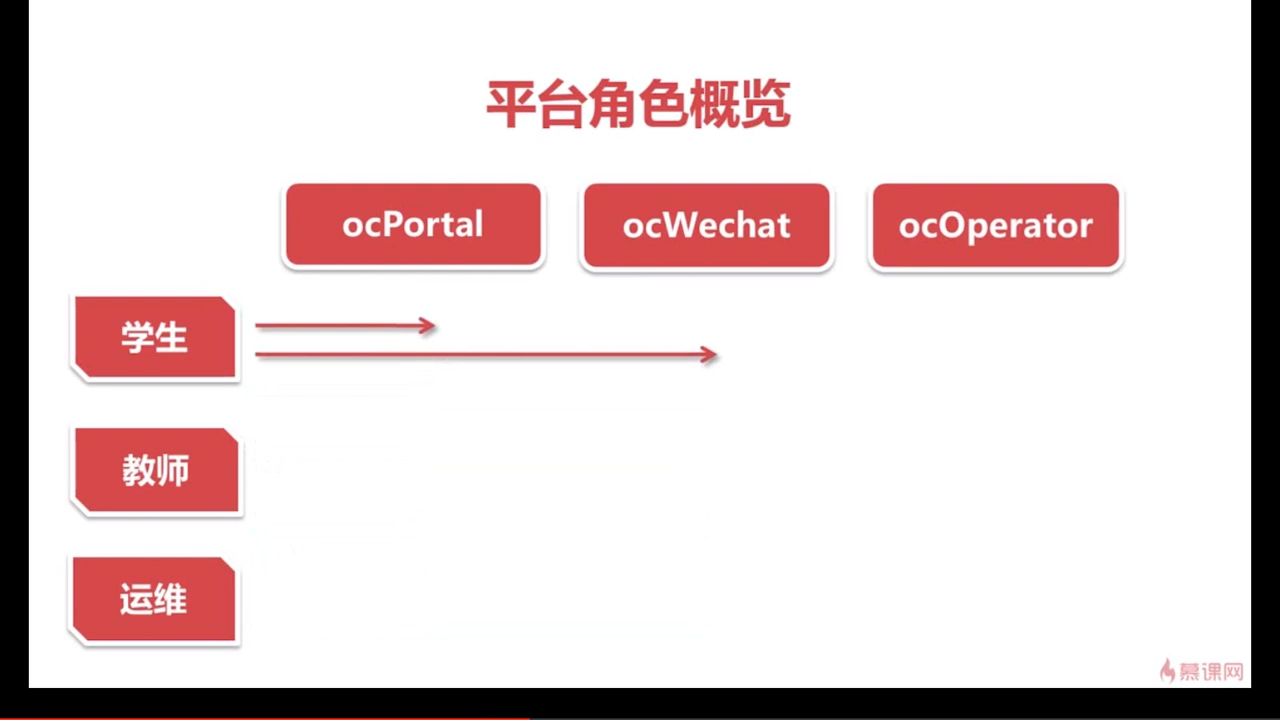 平台角色概览
ocPortal
ocWechat
ocOperator
学生
教师
运维
慕课网